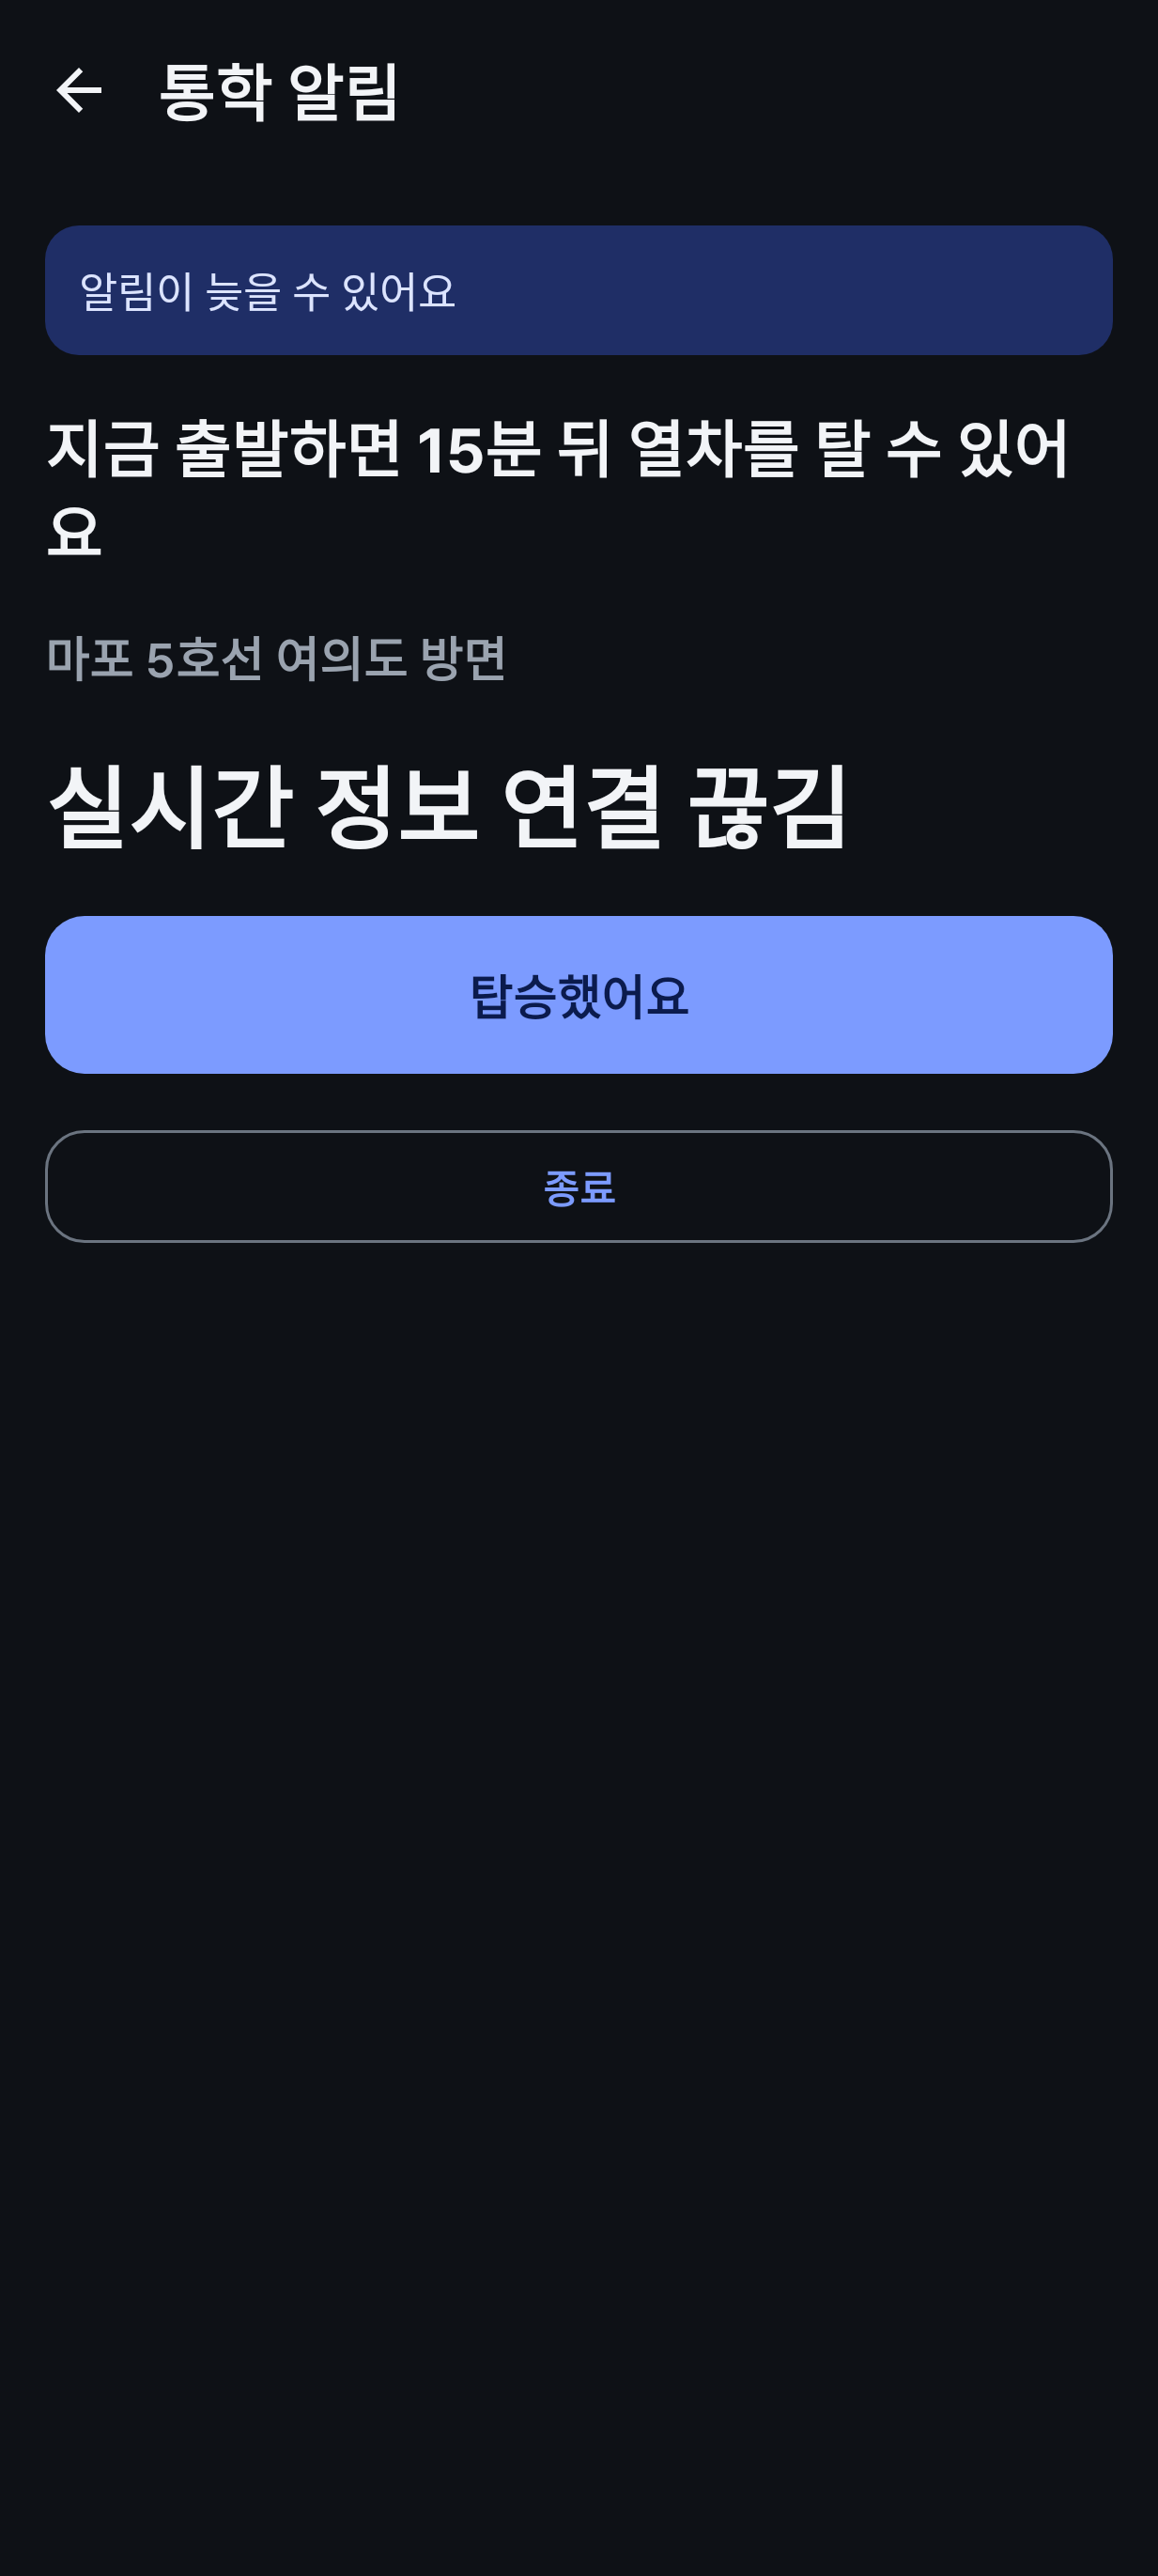 통학 알림
알림이 늦을 수 있어요
지금 출발하면 15분 뒤 열차를 탈 수 있어
요
마포 5호선 여의도 방면
실시간 정보 연결 끊김
탑승했어요
종료